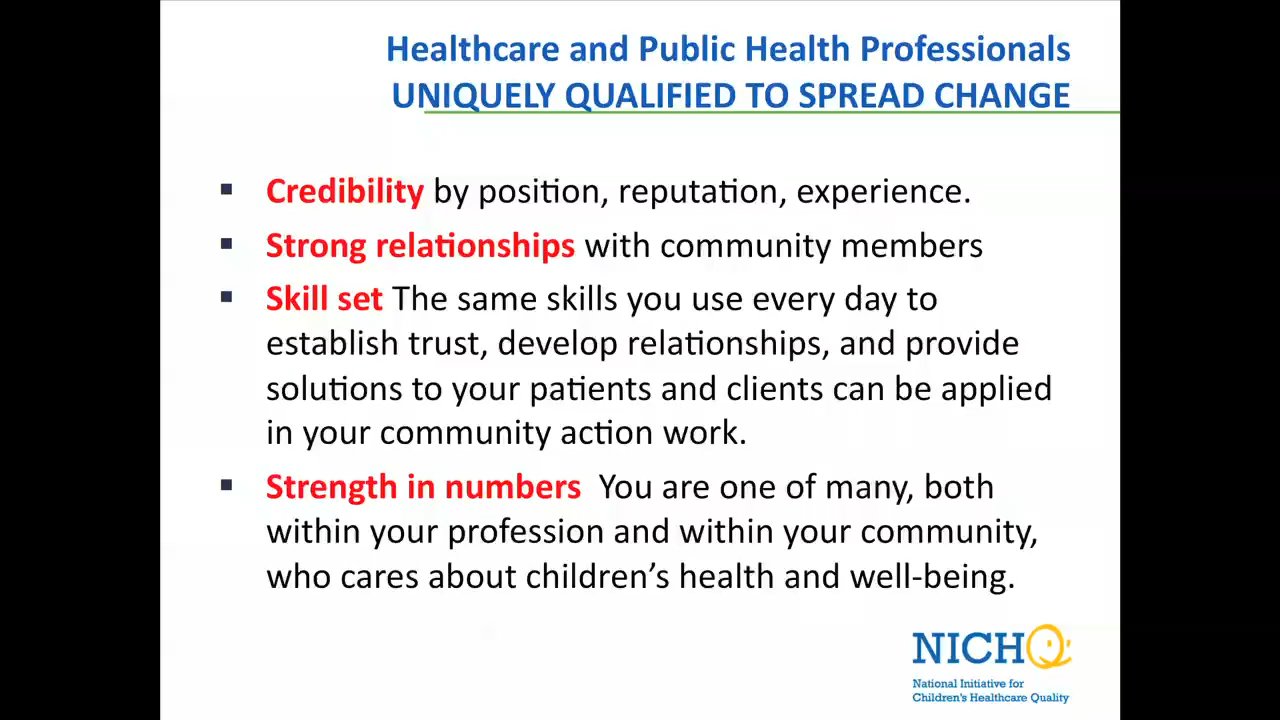 Healthcare and Public Health Professionals
UNIQUELY QUALIFIED TO SPREAD CHANGE
▪ Credibility by position, reputation, experience.
▪ Strong relationships with community members
▪ Skill set The same skills you use every day to
establish trust, develop relationships, and provide
solutions to your patients and clients can be applied
in your community action work.
▪ Strength in numbers  You are one of many, both
within your profession and within your community,
who cares about children’s health and well-being.
NICHQ
National Initiative for
Children's Healthcare Quality